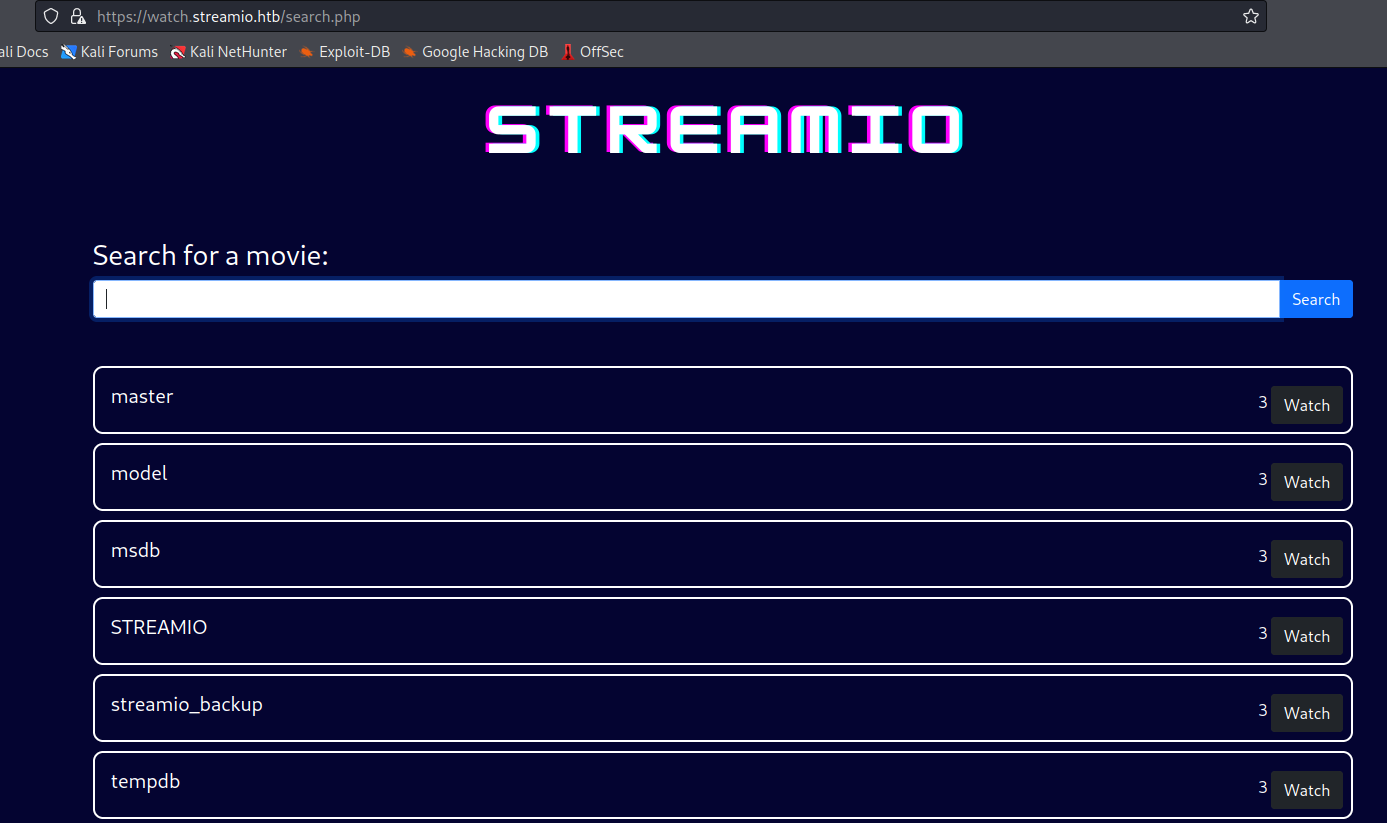 https://watch.streamio.htb/search.php
ali Docs Kali Forums Kali NetHunter Exploit-DB Google Hacking DB OffSec
STREAMIO
Search for a movie:
Search
master 3 Watch
model 3 Watch
msdb 3 Watch
STREAMIO 3 Watch
streamio_backup 3 Watch
tempdb 3 Watch